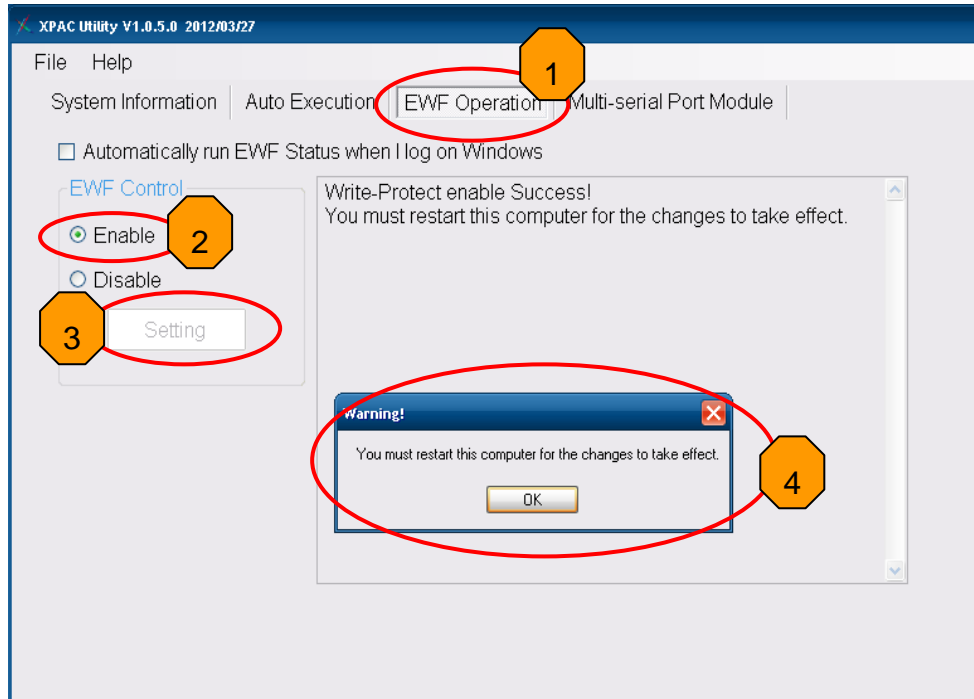 XPAC Utility V1.0.5.0 2012/03/27
File Help
1
System Information Auto Execution EWF Operation Multi-serial Port Module
Automatically run EWF Status when I log on Windows
EWF Control
Enable
2
Disable
3
Setting
Write-Protect enable Success!
You must restart this computer for the changes to take effect.
Warning!
You must restart this computer for the changes to take effect.
OK
4